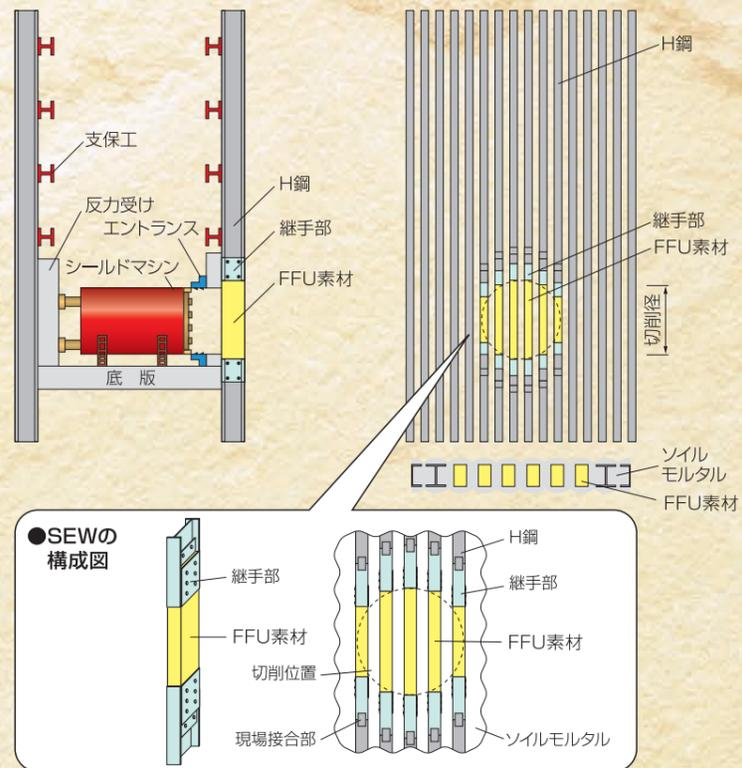 支保工
反力受け
エントランス
シールドマシン
H鋼
継手部
FFU素材
底 版
H鋼
継手部
FFU素材
切削径
ソイル
モルタル
FFU素材
●SEWの
構成図
継手部
FFU素材
切削位置
現場接合部
H鋼
継手部
FFU素材
ソイルモルタル